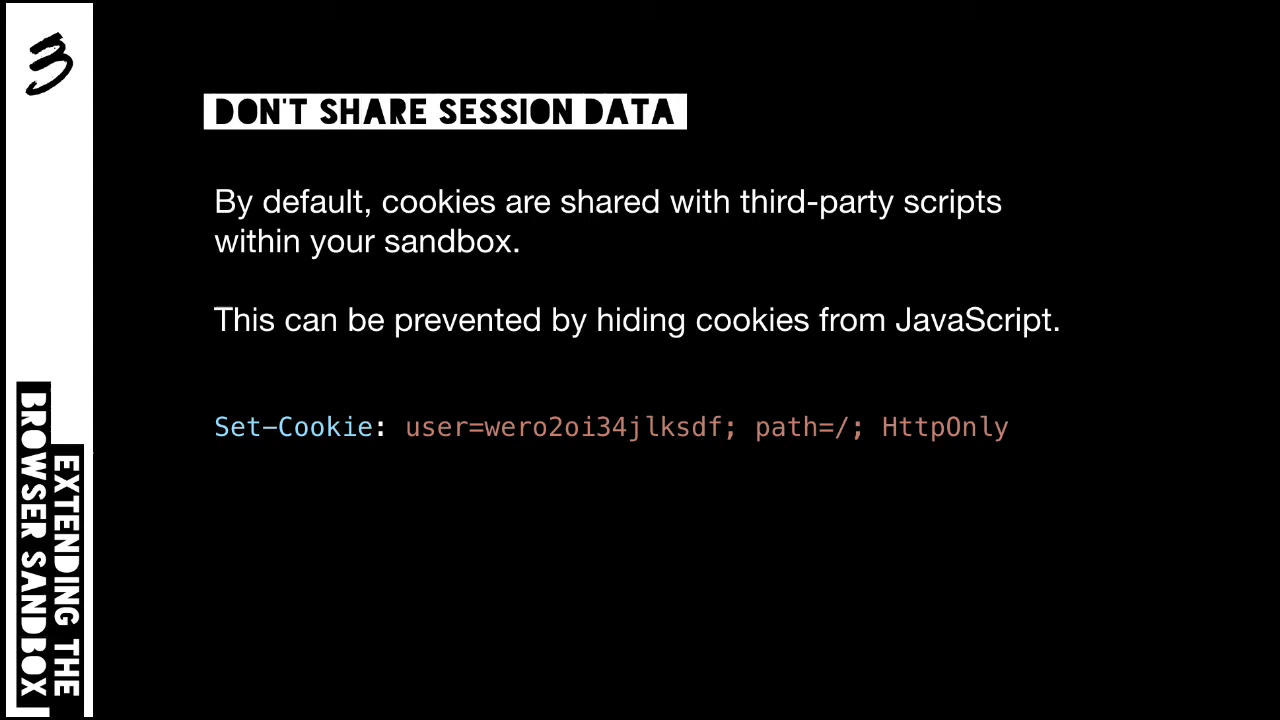 3
EXTENDING THE
BROWSER SANDBOX
DON'T SHARE SESSION DATA
By default, cookies are shared with third-party scripts
within your sandbox.
This can be prevented by hiding cookies from JavaScript.
Set-Cookie: user=wero2oi34jlksdf; path=/; HttpOnly